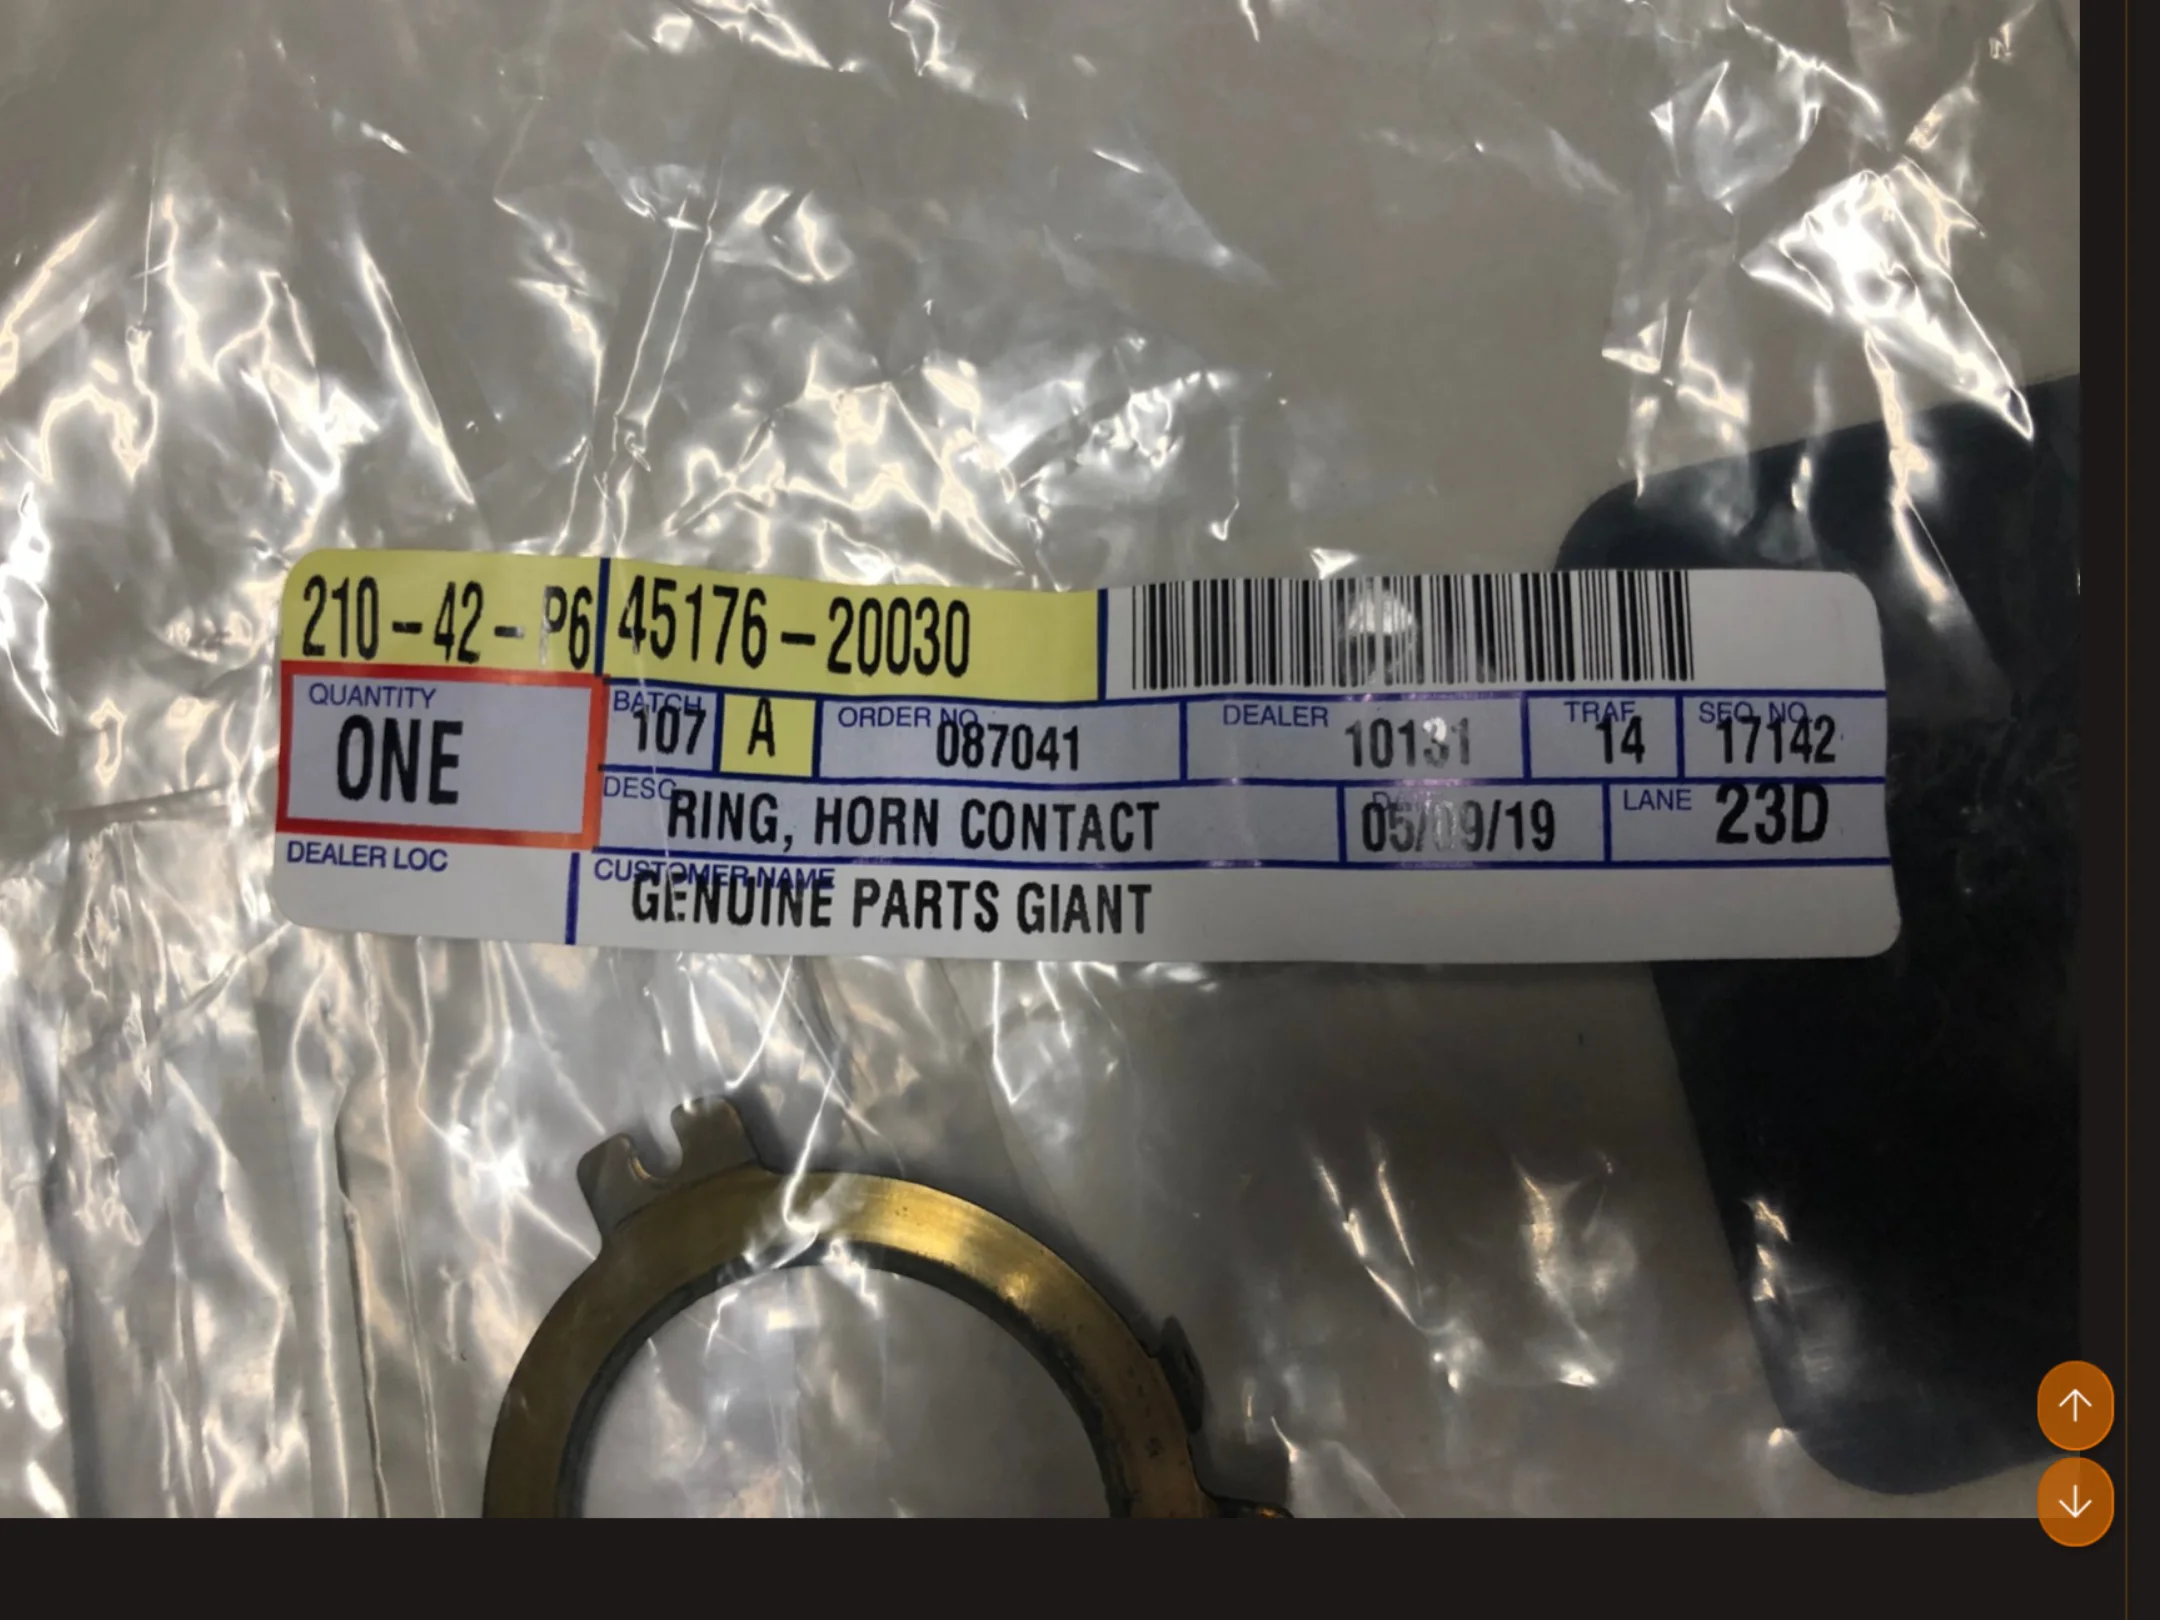 210-42-P6 45176-20030
QUANTITY ONE BATCH 107 A ORDER NO 087041 DEALER 10131 TRAF 14 SEQ NO 17142
DESC RING, HORN CONTACT 05/09/19 LANE 23D
DEALER LOC CUSTOMER NAME GENUINE PARTS GIANT